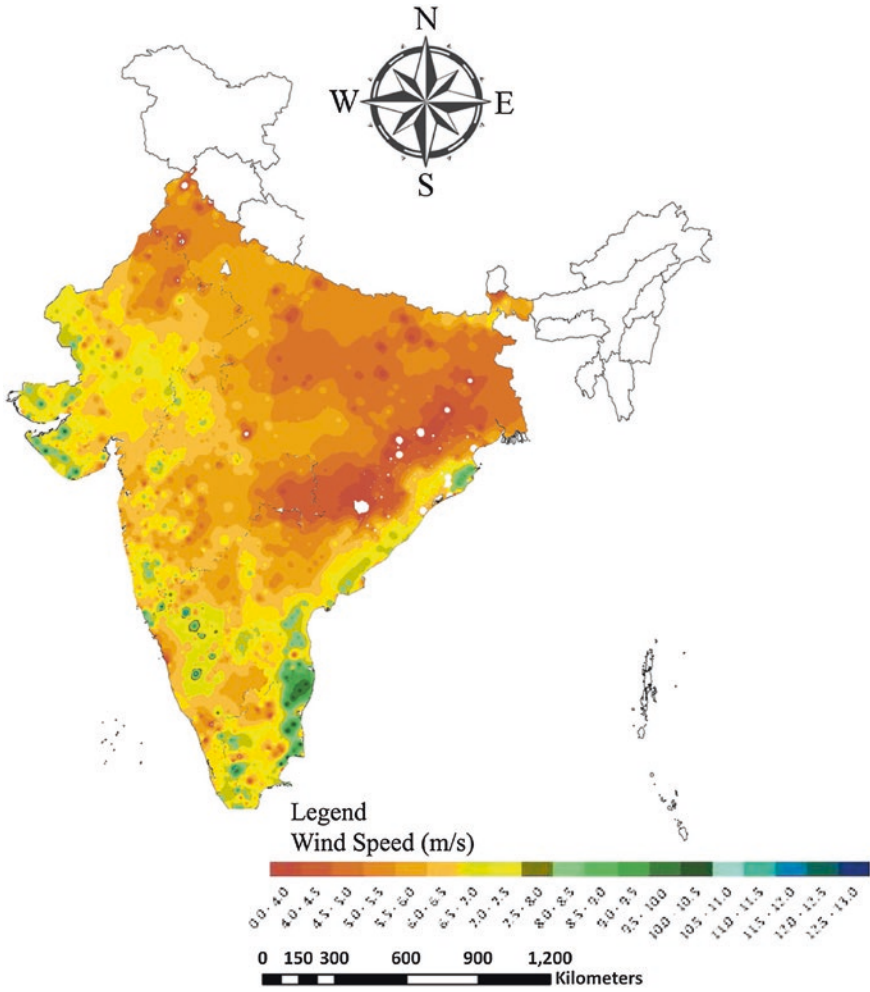 N
W E
S
Legend
Wind Speed (m/s)
0.0 - 4.0
4.0 - 4.5
4.5 - 5.0
5.0 - 5.5
5.5 - 6.0
6.0 - 6.5
6.5 - 7.0
7.0 - 7.5
7.5 - 8.0
8.0 - 8.5
8.5 - 9.0
9.0 - 9.5
9.5 - 10.0
10.0 - 10.5
10.5 - 11.0
11.0 - 11.5
11.5 - 12.0
12.0 - 12.5
12.5 - 13.0
0 150 300 600 900 1,200
Kilometers